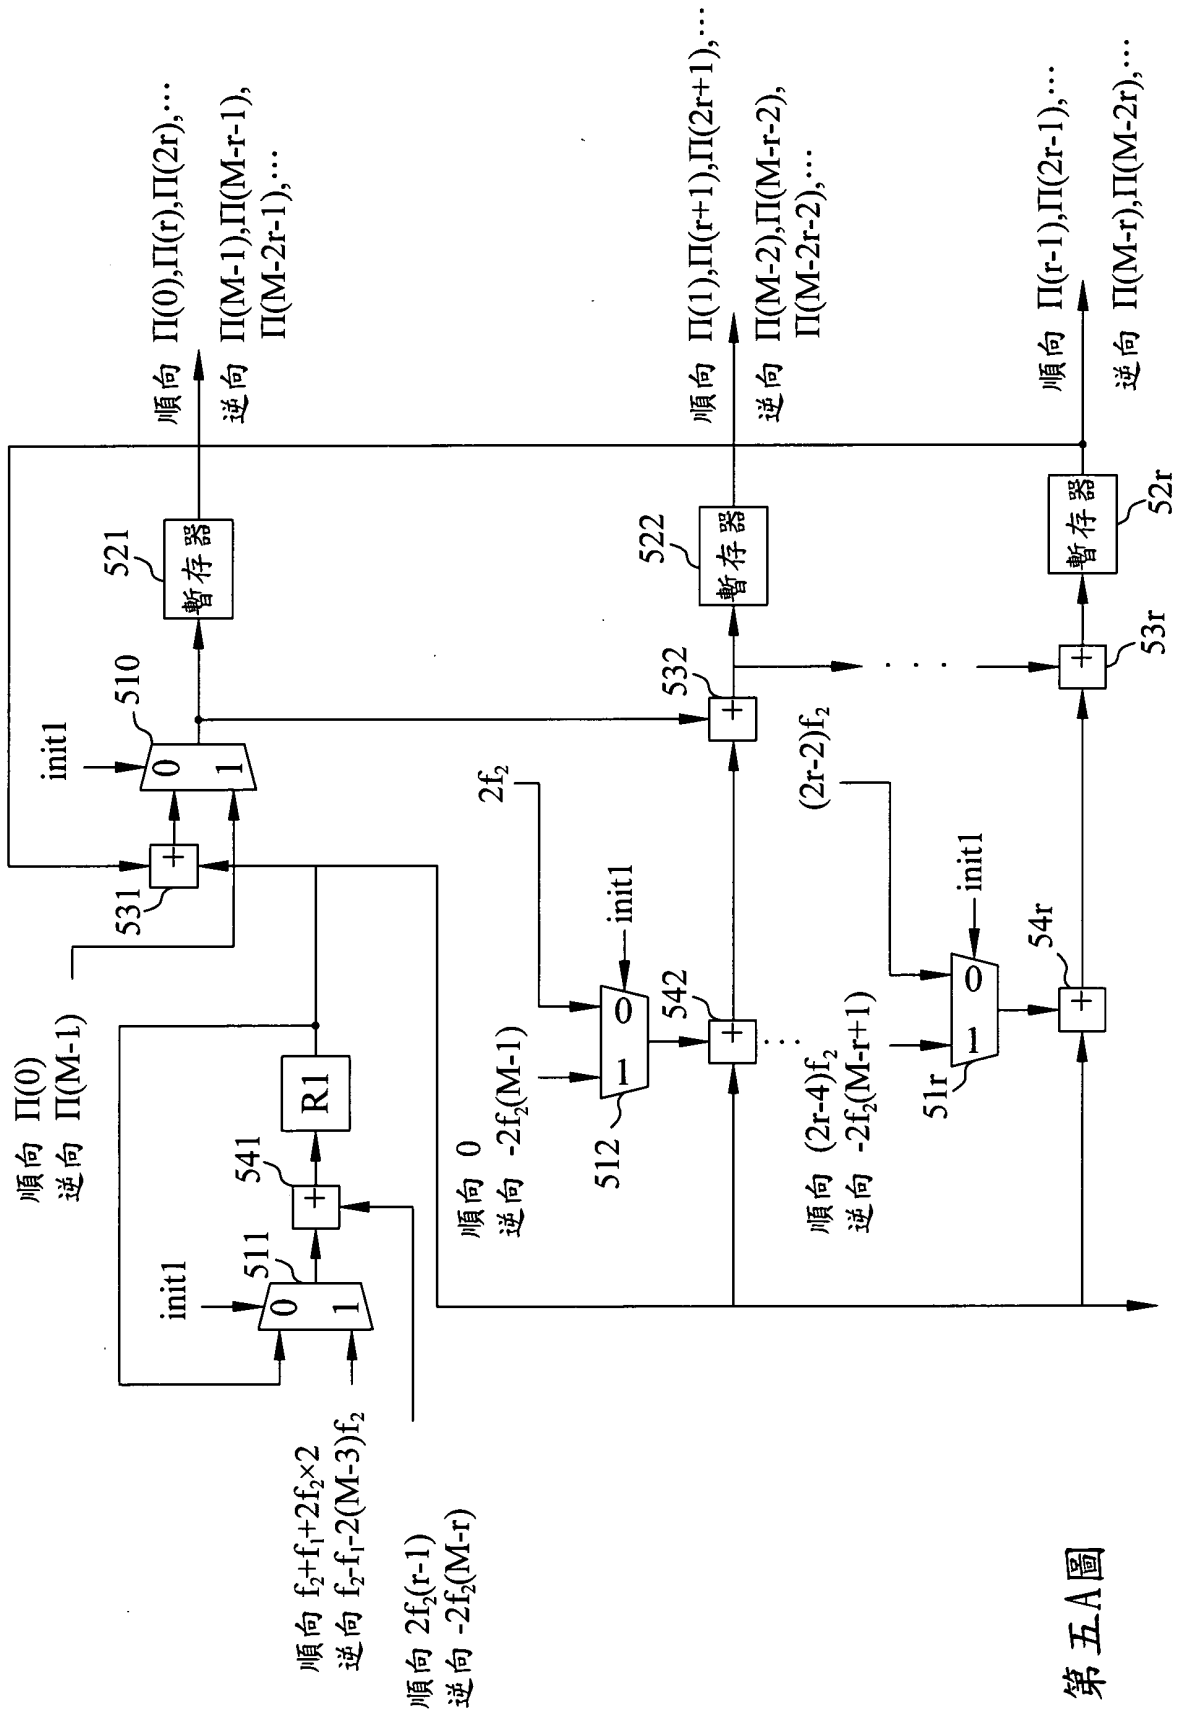 順向 Π(0)
逆向 Π(M-1)
init1
510
0
1
531
+
521
暫存器
順向 Π(0),Π(r),Π(2r),⋯
逆向 Π(M-1),Π(M-r-1),
Π(M-2r-1),⋯
init1
511
0
1
541
+
R1
順向 f₂+f₁+2f₂×2
逆向 f₂-f₁-2(M-3)f₂
順向 2f₂(r-1)
逆向 -2f₂(M-r)
順向 0
逆向 -2f₂(M-1)
2f₂
init1
512
1
0
542
+
532
+
522
暫存器
順向 Π(1),Π(r+1),Π(2r+1),⋯
逆向 Π(M-2),Π(M-r-2),
Π(M-2r-2),⋯
⋯
⋯
順向 (2r-4)f₂
逆向 -2f₂(M-r+1)
(2r-2)f₂
init1
51r
1
0
54r
+
53r
+
52r
暫存器
順向 Π(r-1),Π(2r-1),⋯
逆向 Π(M-r),Π(M-2r),⋯
第五A圖